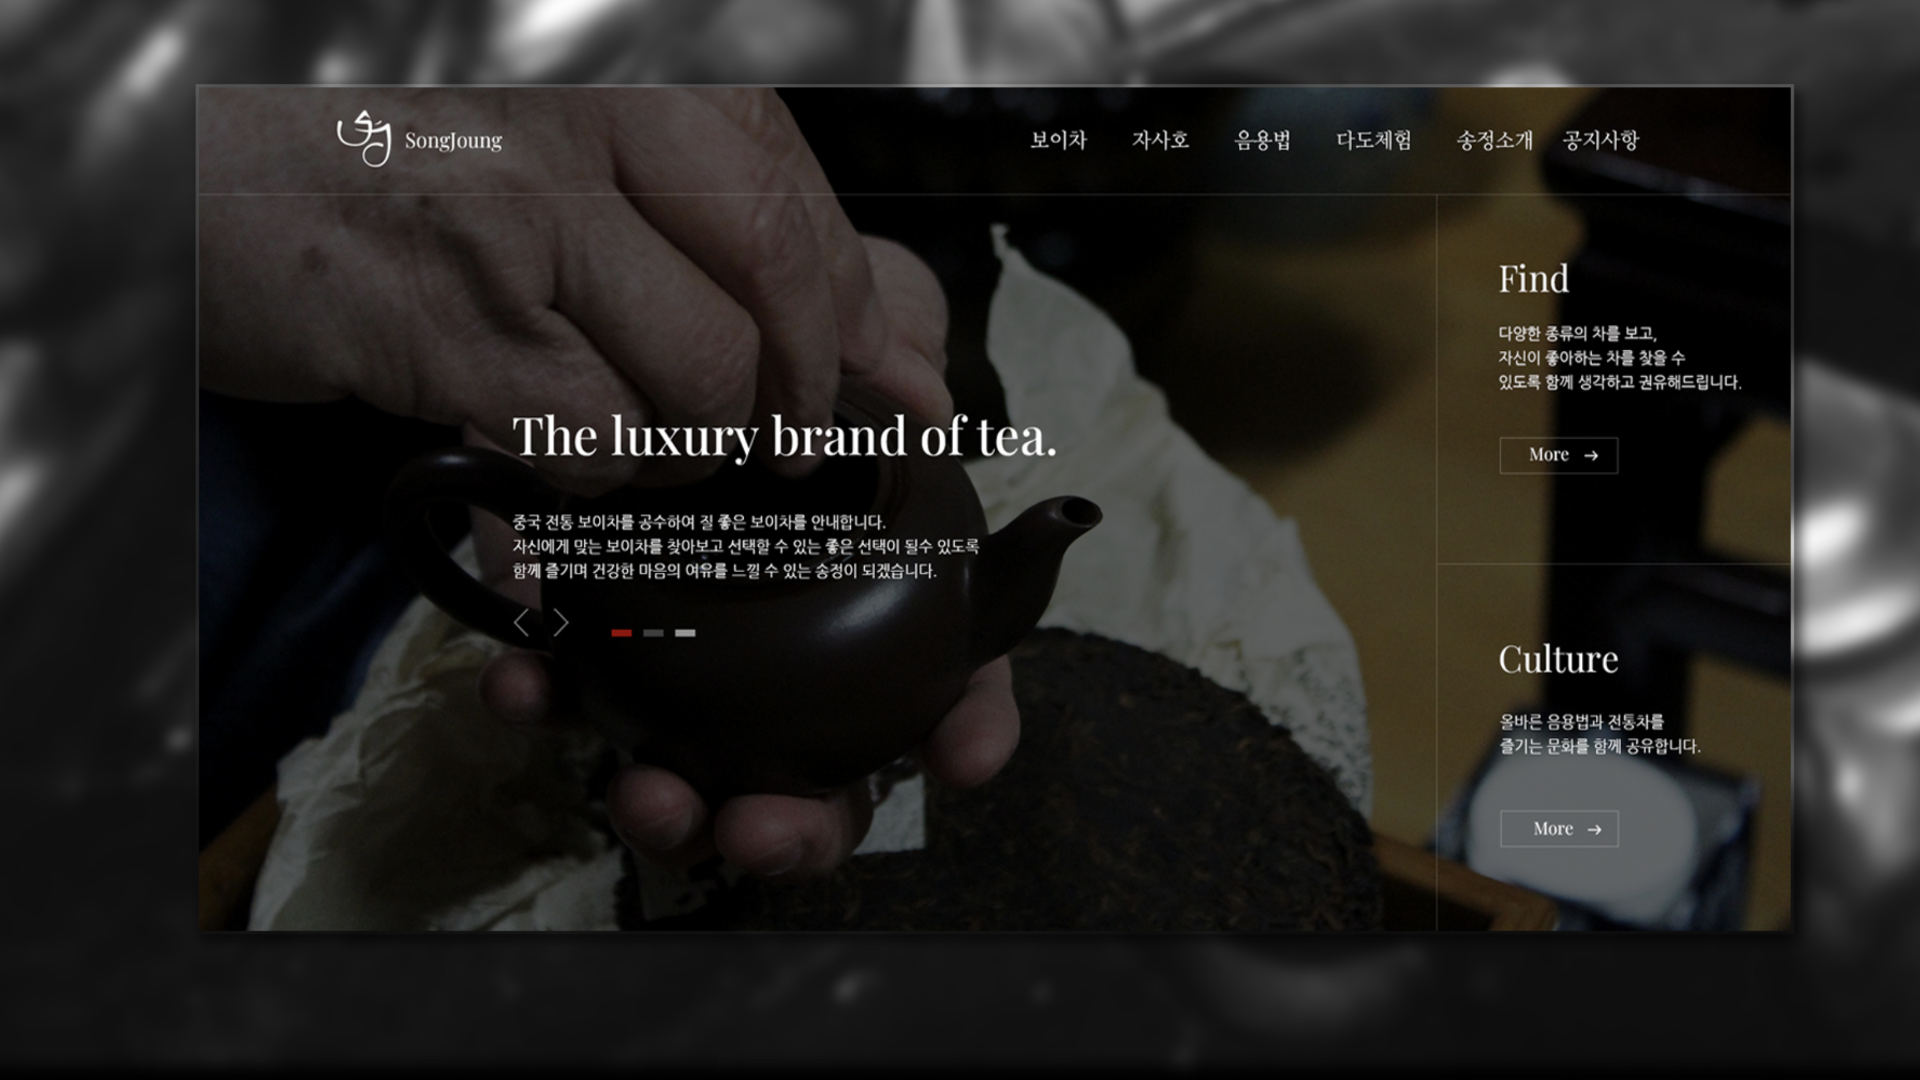 SongJoung
보이차 자사호 음용법 다도체험 송정소개 공지사항
The luxury brand of tea.
중국 전통 보이차를 공수하여 질 좋은 보이차를 안내합니다.
자신에게 맞는 보이차를 찾아보고 선택할 수 있는 좋은 선택이 될수 있도록
함께 즐기며 건강한 마음의 여유를 느낄 수 있는 송정이 되겠습니다.
Find
다양한 종류의 차를 보고,
자신이 좋아하는 차를 찾을 수
있도록 함께 생각하고 권유해드립니다.
More →
Culture
올바른 음용법과 전통차를
즐기는 문화를 함께 공유합니다.
More →